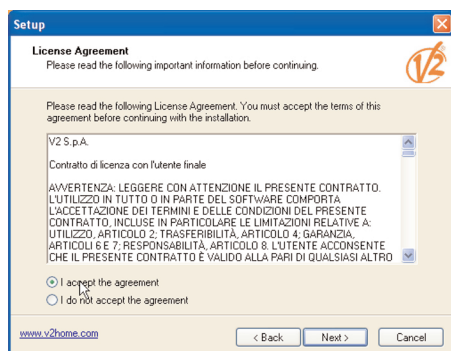 Setup
License Agreement
Please read the following important information before continuing.
V2
Please read the following License Agreement. You must accept the terms of this
agreement before continuing with the installation.
V2 S.p.A.
Contratto di licenza con l'utente finale
AVVERTENZA: LEGGERE CON ATTENZIONE IL PRESENTE CONTRATTO.
L'UTILIZZO IN TUTTO O IN PARTE DEL SOFTWARE COMPORTA
L'ACCETTAZIONE DEI TERMINI E DELLE CONDIZIONI DEL PRESENTE
CONTRATTO, INCLUSE IN PARTICOLARE LE LIMITAZIONI RELATIVE A:
UTILIZZO, ARTICOLO 2; TRASFERIBILITÀ, ARTICOLO 4; GARANZIA,
ARTICOLI 6 E 7; RESPONSABILITÀ, ARTICOLO 8. L'UTENTE ACCONSENTE
CHE IL PRESENTE CONTRATTO È VALIDO ALLA PARI DI QUALSIASI ALTRO
I accept the agreement
I do not accept the agreement
www.v2home.com
< Back
Next >
Cancel